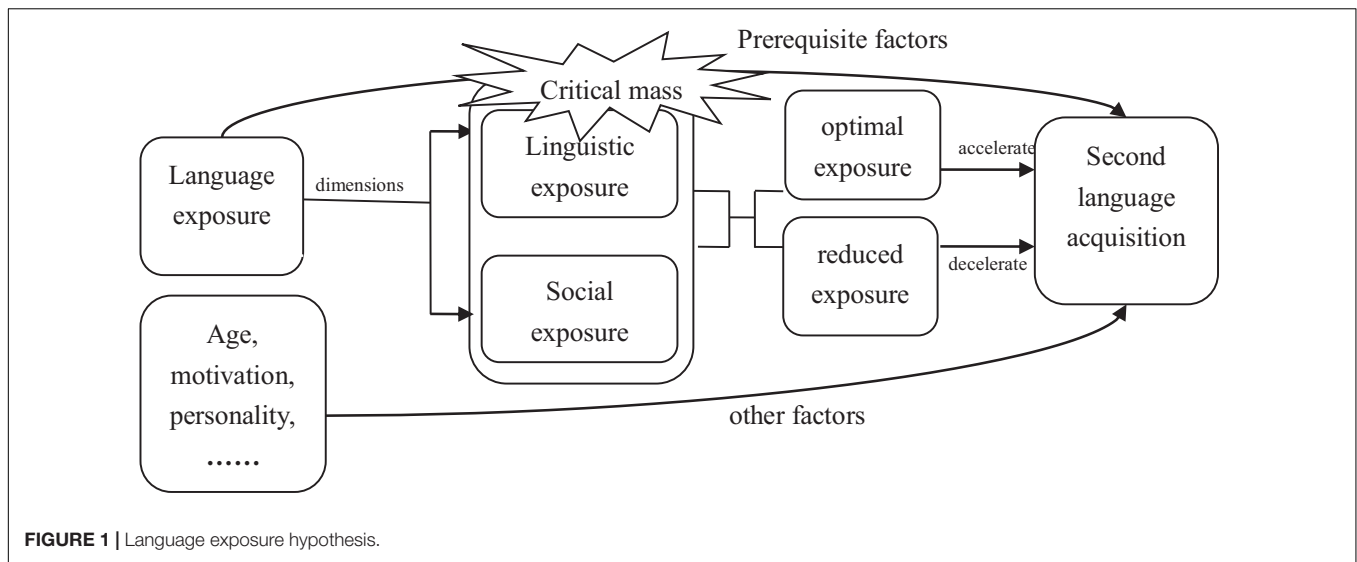 Prerequisite factors
Critical mass
Language
exposure
dimensions
Linguistic
exposure
Social
exposure
optimal
exposure
reduced
exposure
accelerate
decelerate
Second
language
acquisition
Age,
motivation,
personality,
......
other factors
FIGURE 1 | Language exposure hypothesis.